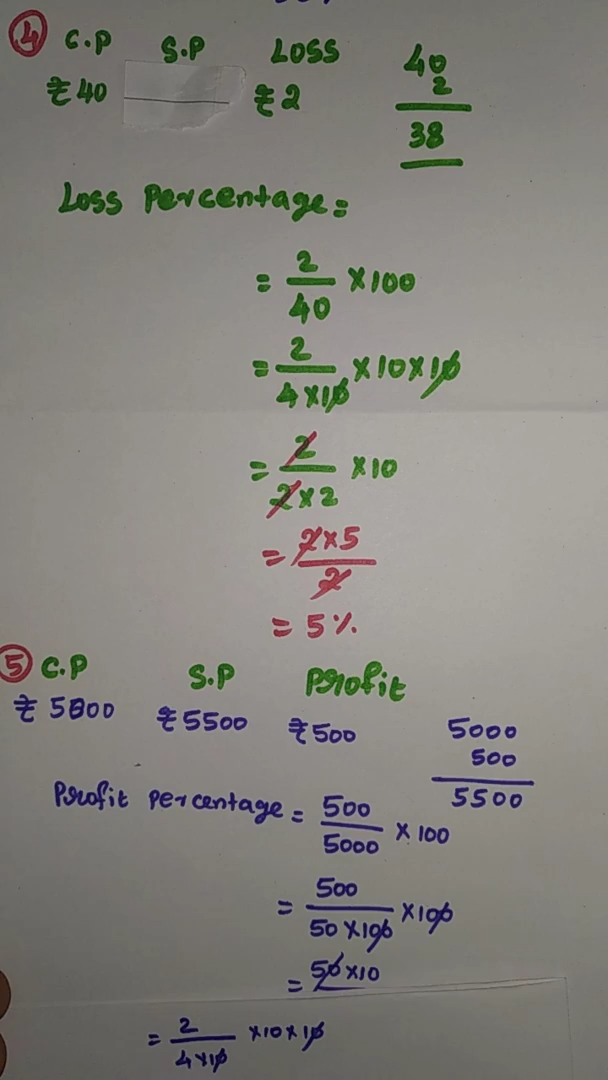 4 C.P S.P LOSS
₹40 ₹2
40
2
38
Loss Percentage=
= 2/40 ×100
= 2/4×10 ×10×10
= 2/2×2 ×10
= 2×5/2
= 5%
5 C.P S.P Profit
₹5000 ₹5500 ₹500
5000
500
5500
Profit Percentage = 500/5000 ×100
= 500/50×100 ×100
= 50×10
= 2/4×10 ×10×10